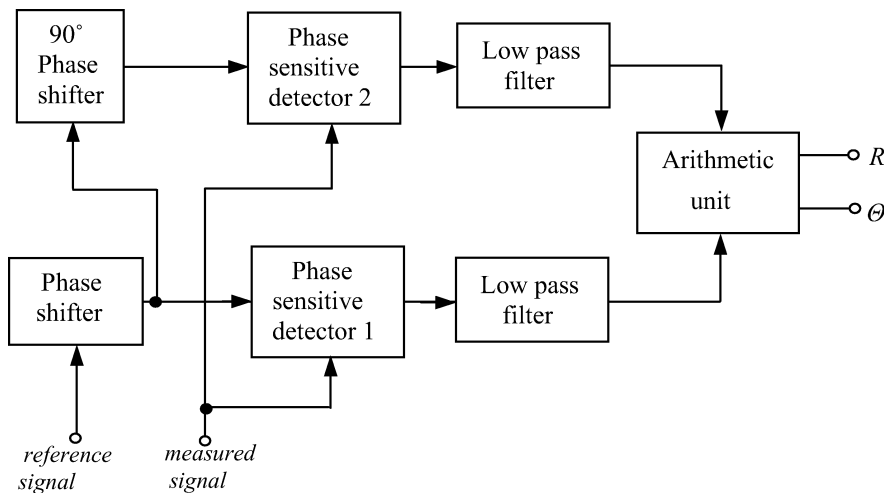 90°
Phase
shifter
Phase
sensitive
detector 2
Low pass
filter
Arithmetic
unit
R
Θ
Phase
shifter
Phase
sensitive
detector 1
Low pass
filter
reference
signal
measured
signal